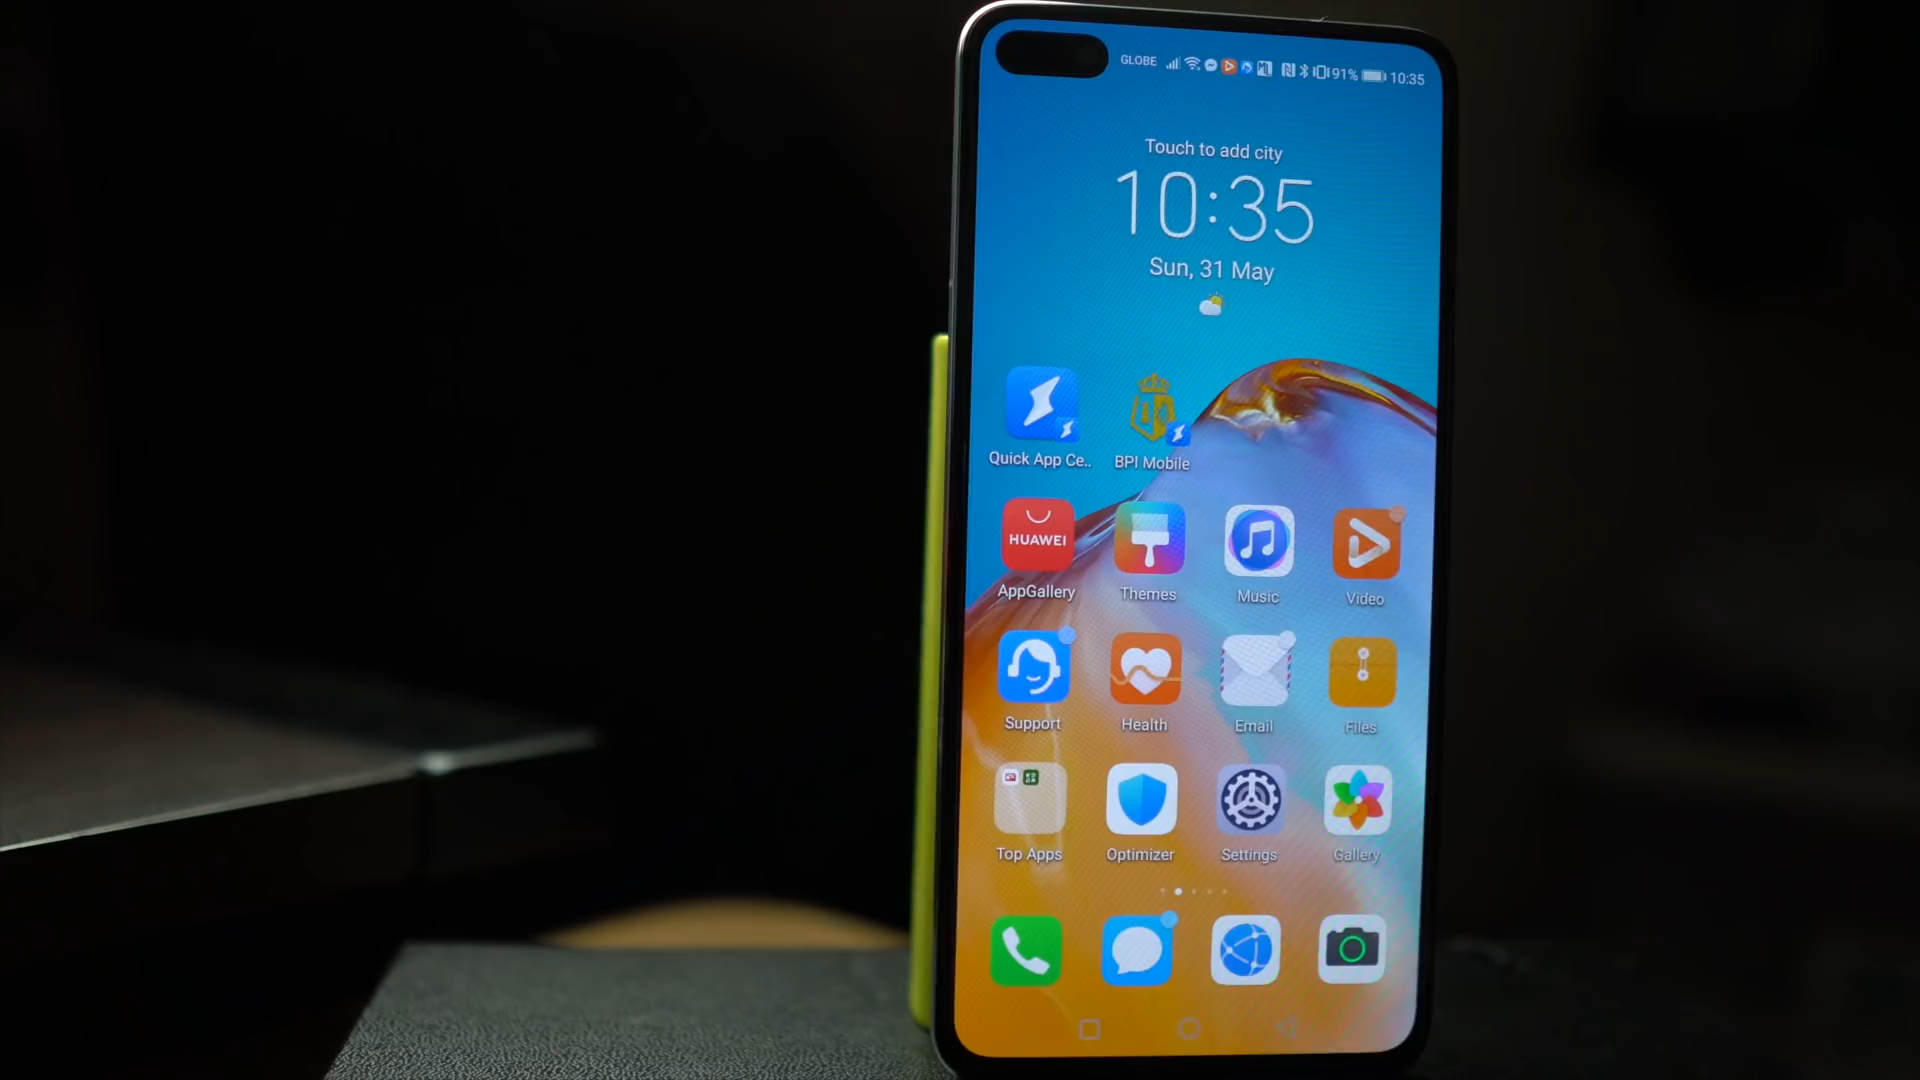 GLOBE 91% 10:35
Touch to add city
10:35
Sun, 31 May
Quick App Ce.. BPI Mobile
HUAWEI
AppGallery Themes Music Video
Support Health Email Files
Top Apps Optimizer Settings Gallery